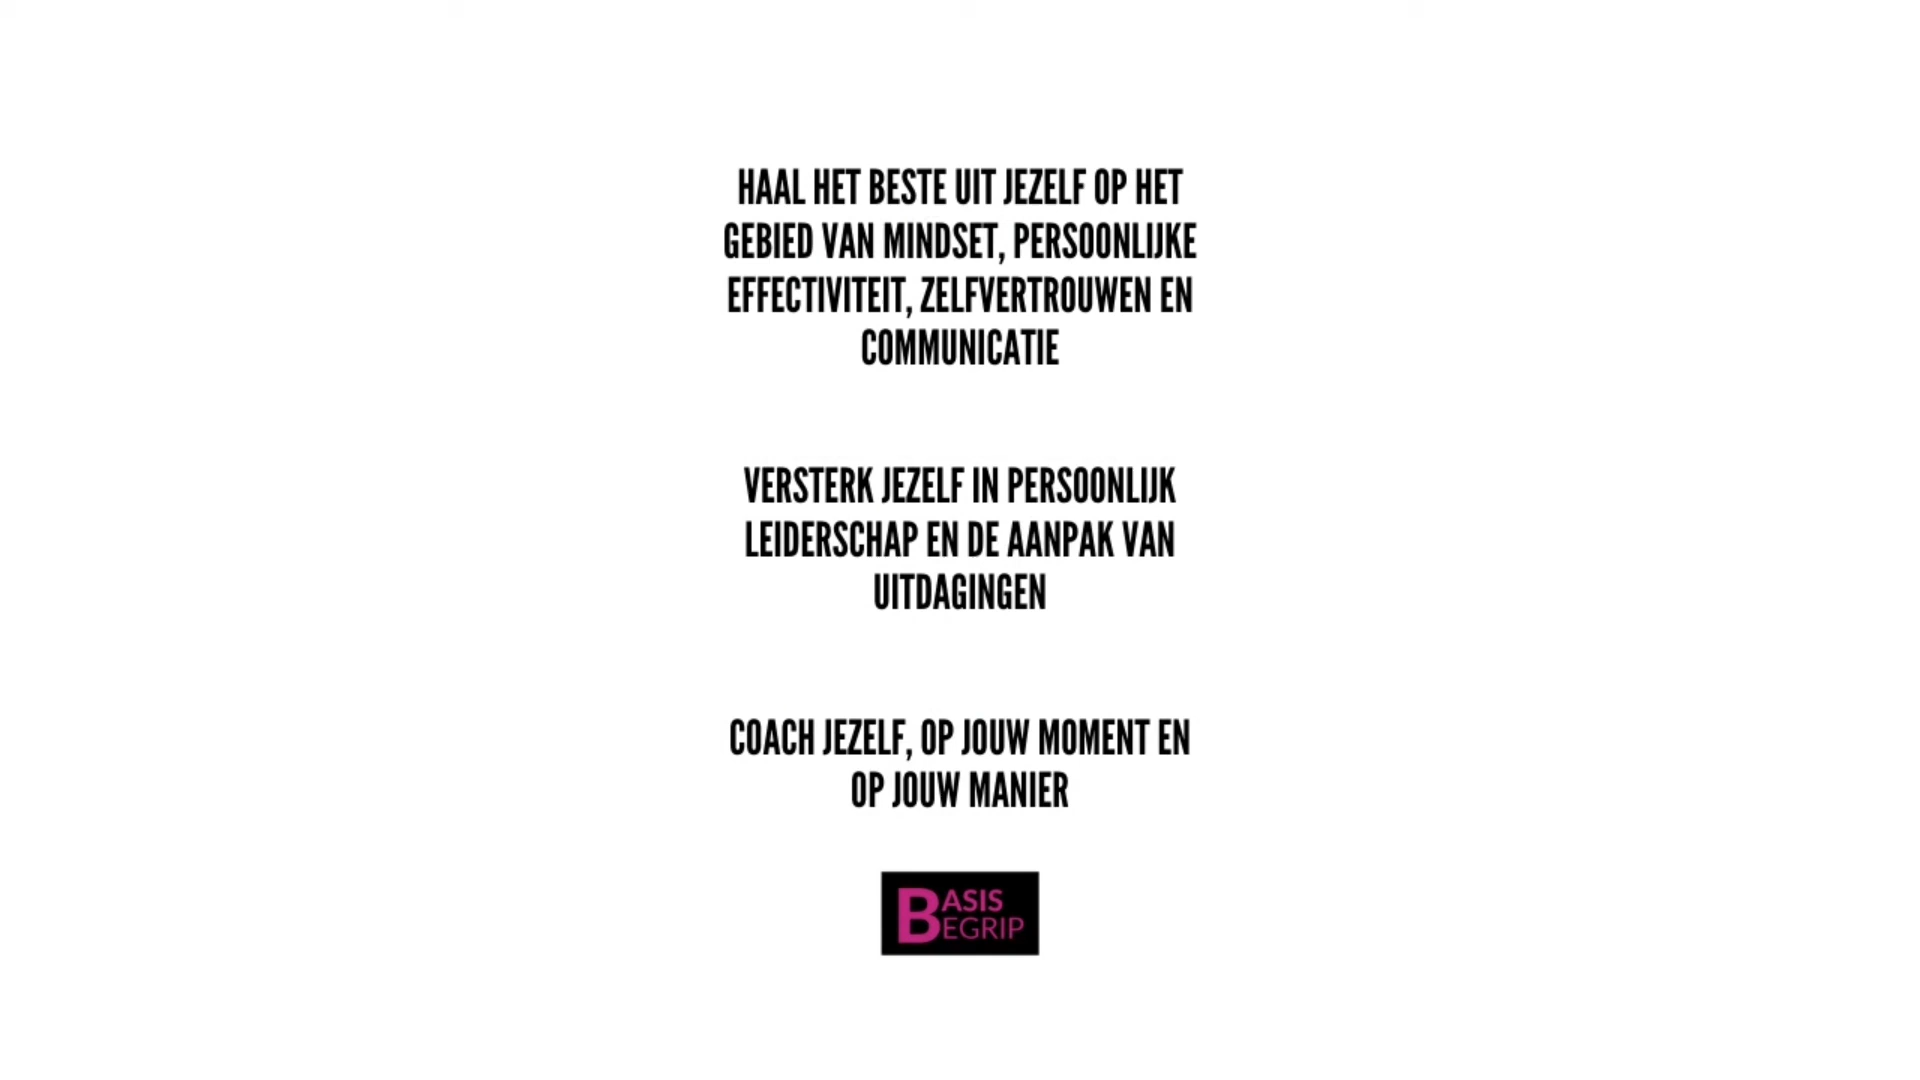 HAAL HET BESTE UIT JEZELF OP HET
GEBIED VAN MINDSET, PERSOONLIJKE
EFFECTIVITEIT, ZELFVERTROUWEN EN
COMMUNICATIE
VERSTERK JEZELF IN PERSOONLIJK
LEIDERSCHAP EN DE AANPAK VAN
UITDAGINGEN
COACH JEZELF, OP JOUW MOMENT EN
OP JOUW MANIER
BASIS
BEGRIP